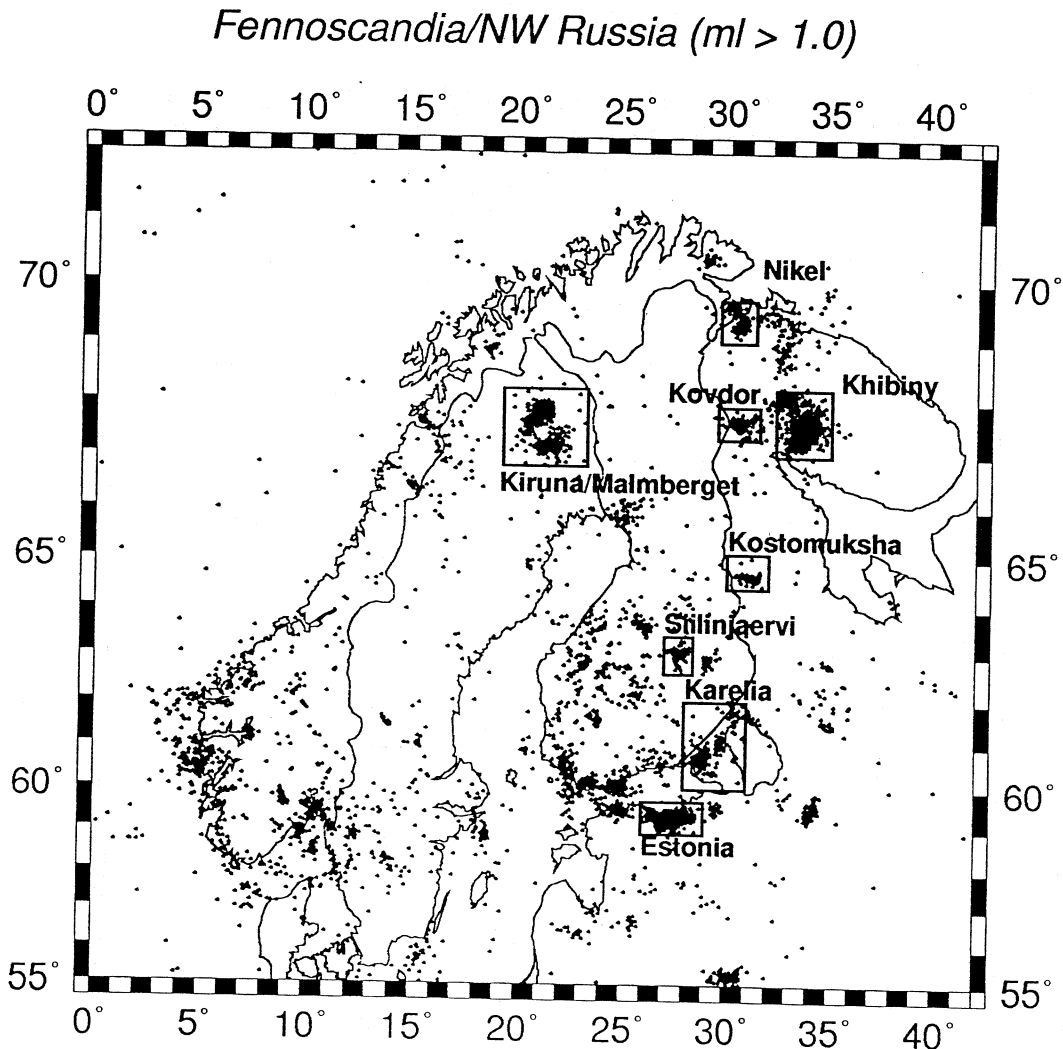 Fennoscandia/NW Russia (ml > 1.0)
0° 5° 10° 15° 20° 25° 30° 35° 40°
70° 70°
Nikel
Kovdor Khibiny
Kiruna/Malmberget
65° 65°
Kostomuksha
Stilinjaervi
Karelia
60° 60°
Estonia
55° 55°
0° 5° 10° 15° 20° 25° 30° 35° 40°